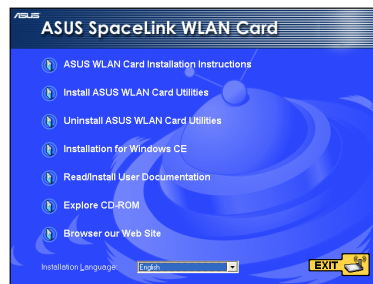 ASUS
ASUS SpaceLink WLAN Card
ASUS WLAN Card Installation Instructions
Install ASUS WLAN Card Utilities
Uninstall ASUS WLAN Card Utilities
Installation for Windows CE
Read/Install User Documentation
Explore CD-ROM
Browser our Web Site
Installation Language: English
EXIT